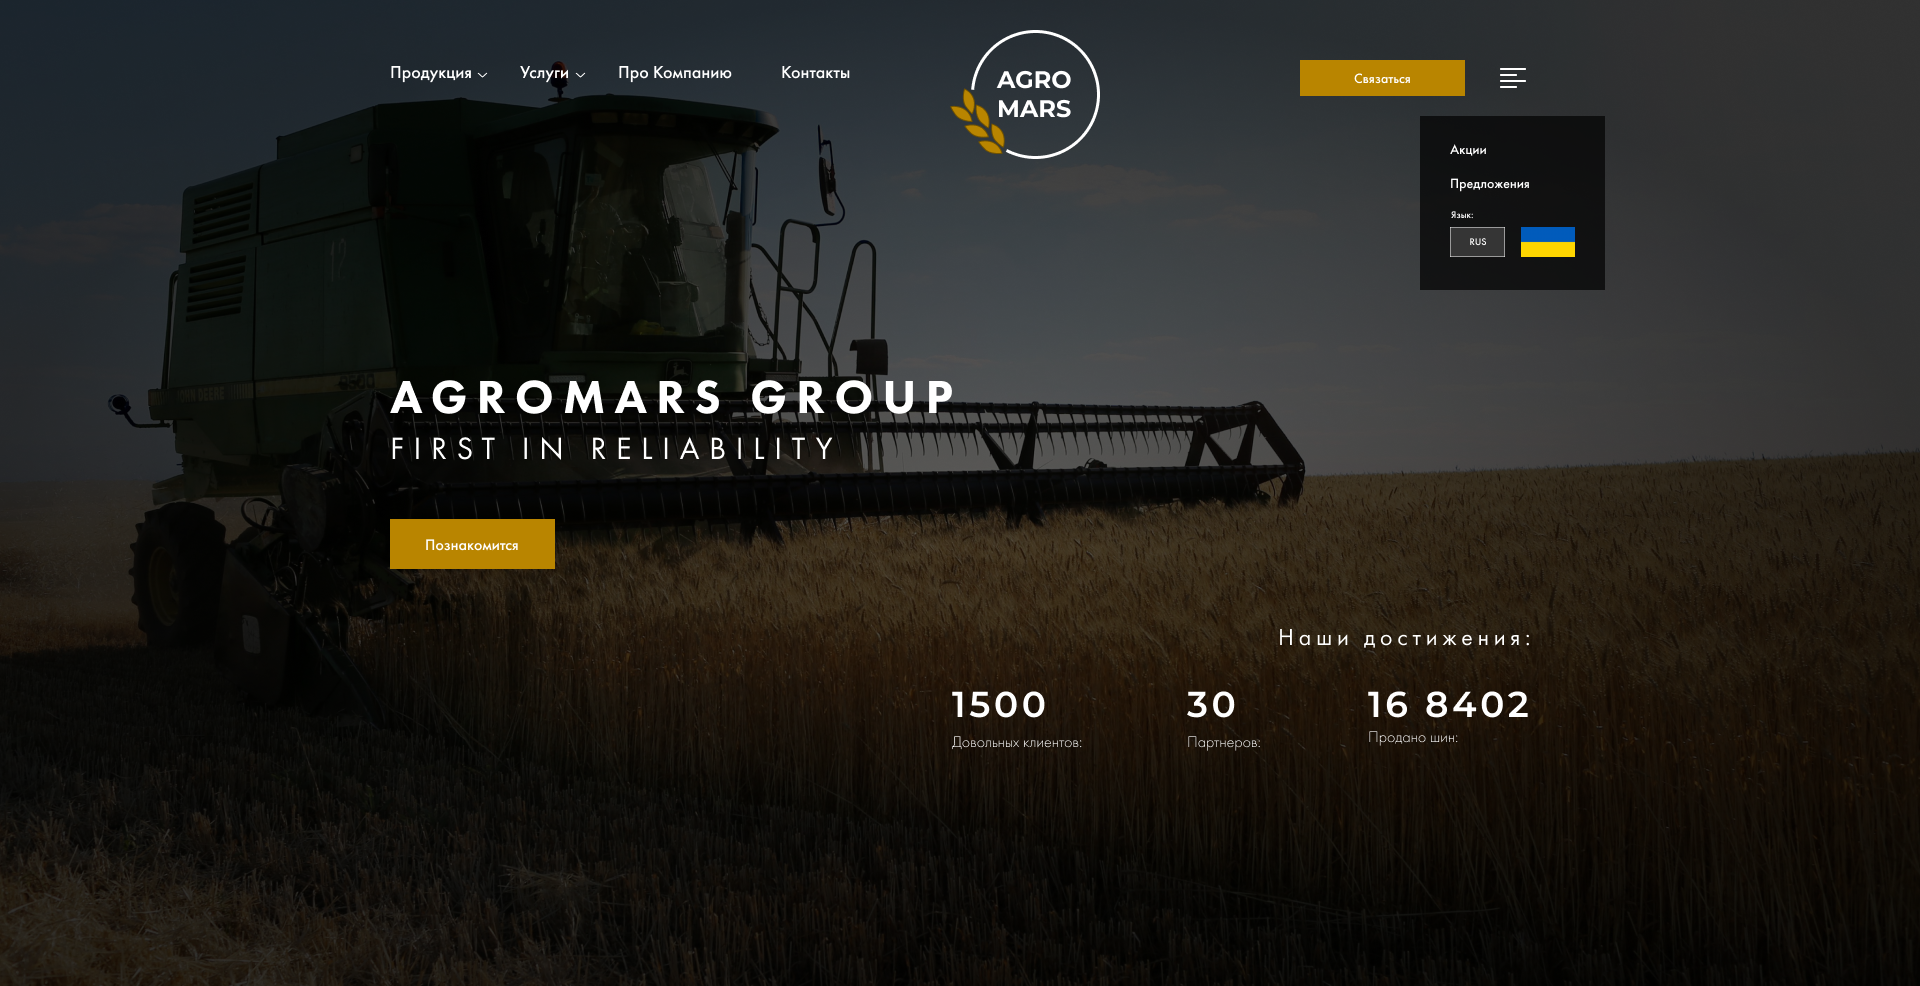 Продукция
Услуги
Про Компанию
Контакты
AGRO
MARS
Связаться
Акции
Предложения
Язык:
RUS
AGROMARS GROUP
FIRST IN RELIABILITY
Познакомится
Наши достижения:
1500
Довольных клиентов:
30
Партнеров:
16 8402
Продано шин: